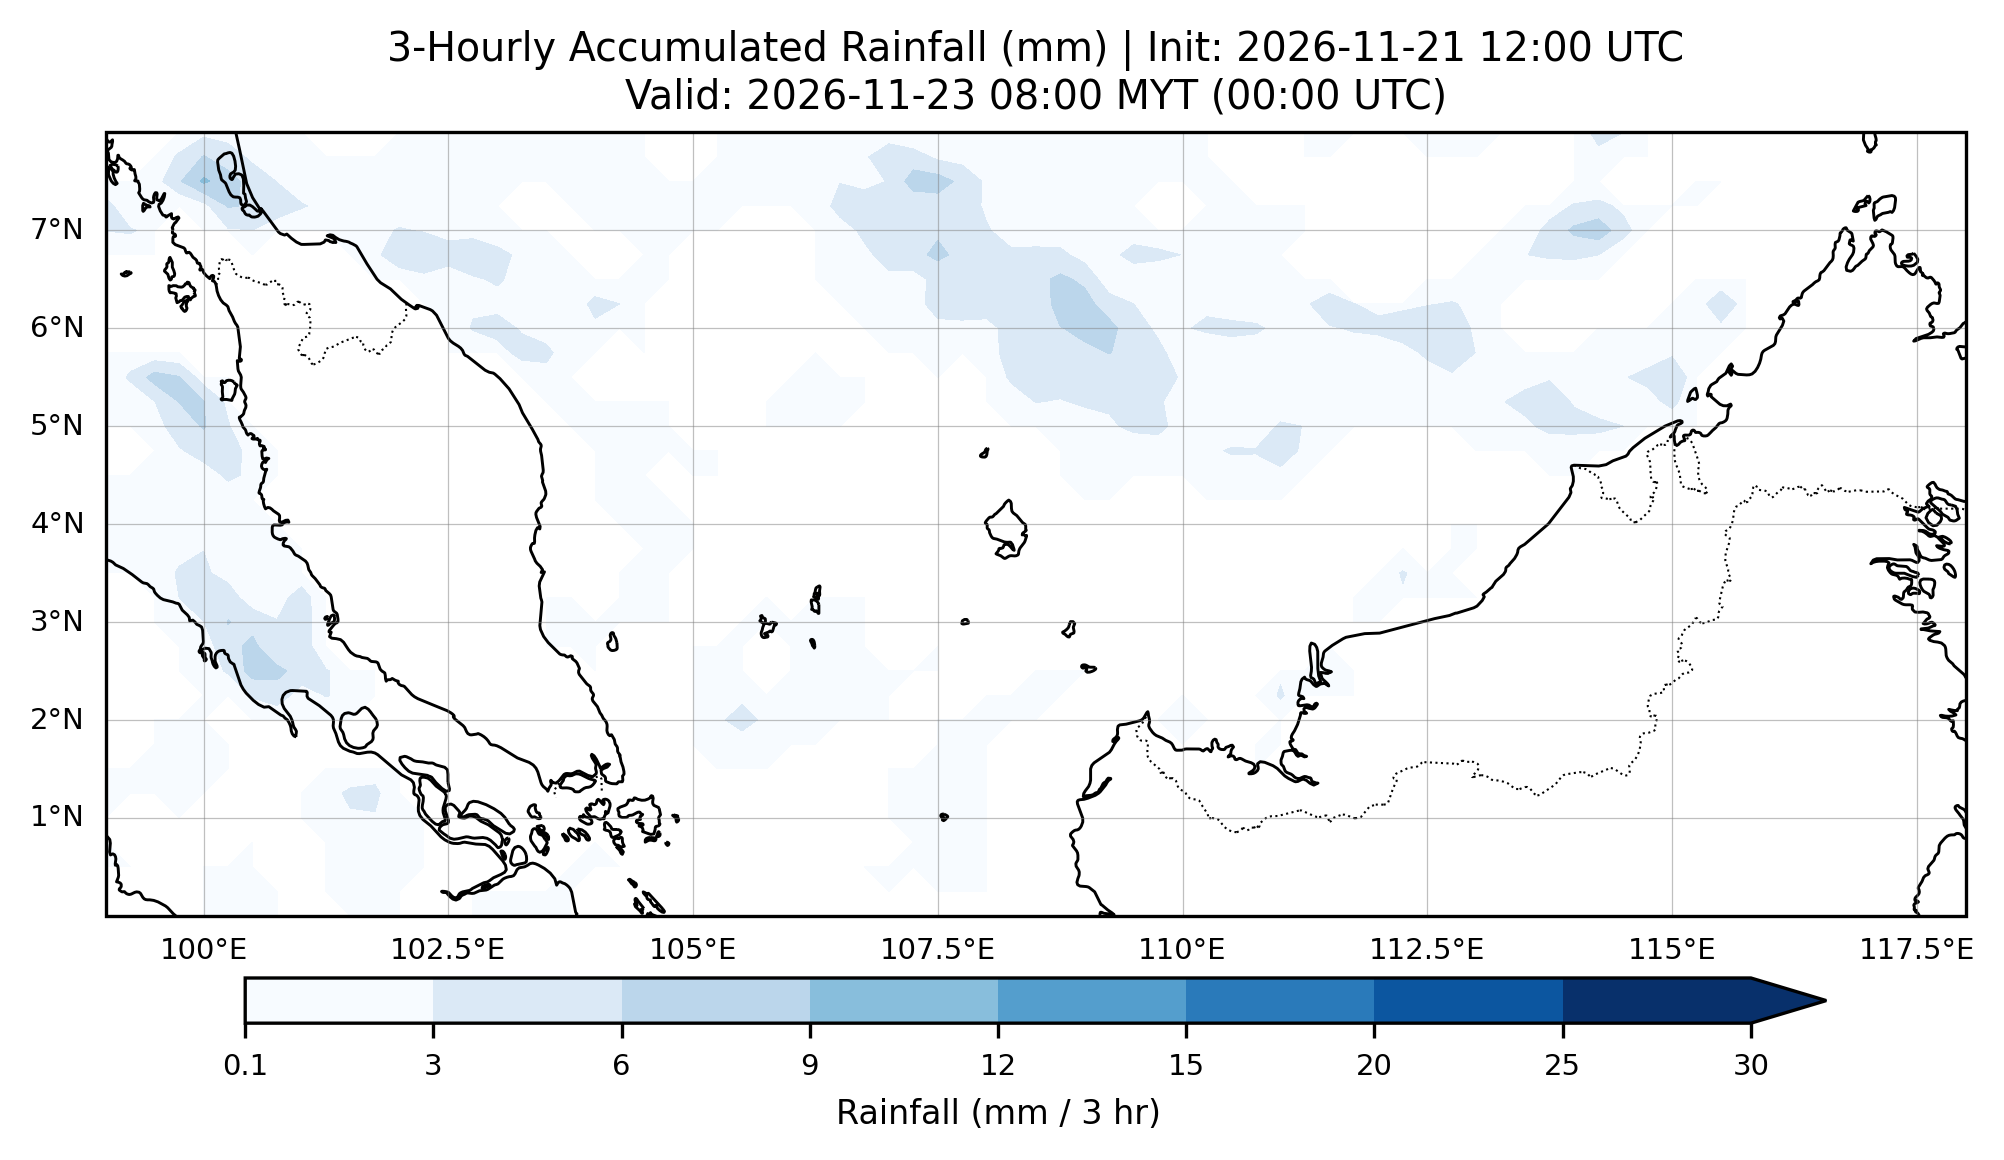 3-Hourly Accumulated Rainfall (mm) | Init: 2026-11-21 12:00 UTC
Valid: 2026-11-23 08:00 MYT (00:00 UTC)
7°N
6°N
5°N
4°N
3°N
2°N
1°N
100°E 102.5°E 105°E 107.5°E 110°E 112.5°E 115°E 117.5°E
0.1 3 6 9 12 15 20 25 30
Rainfall (mm / 3 hr)